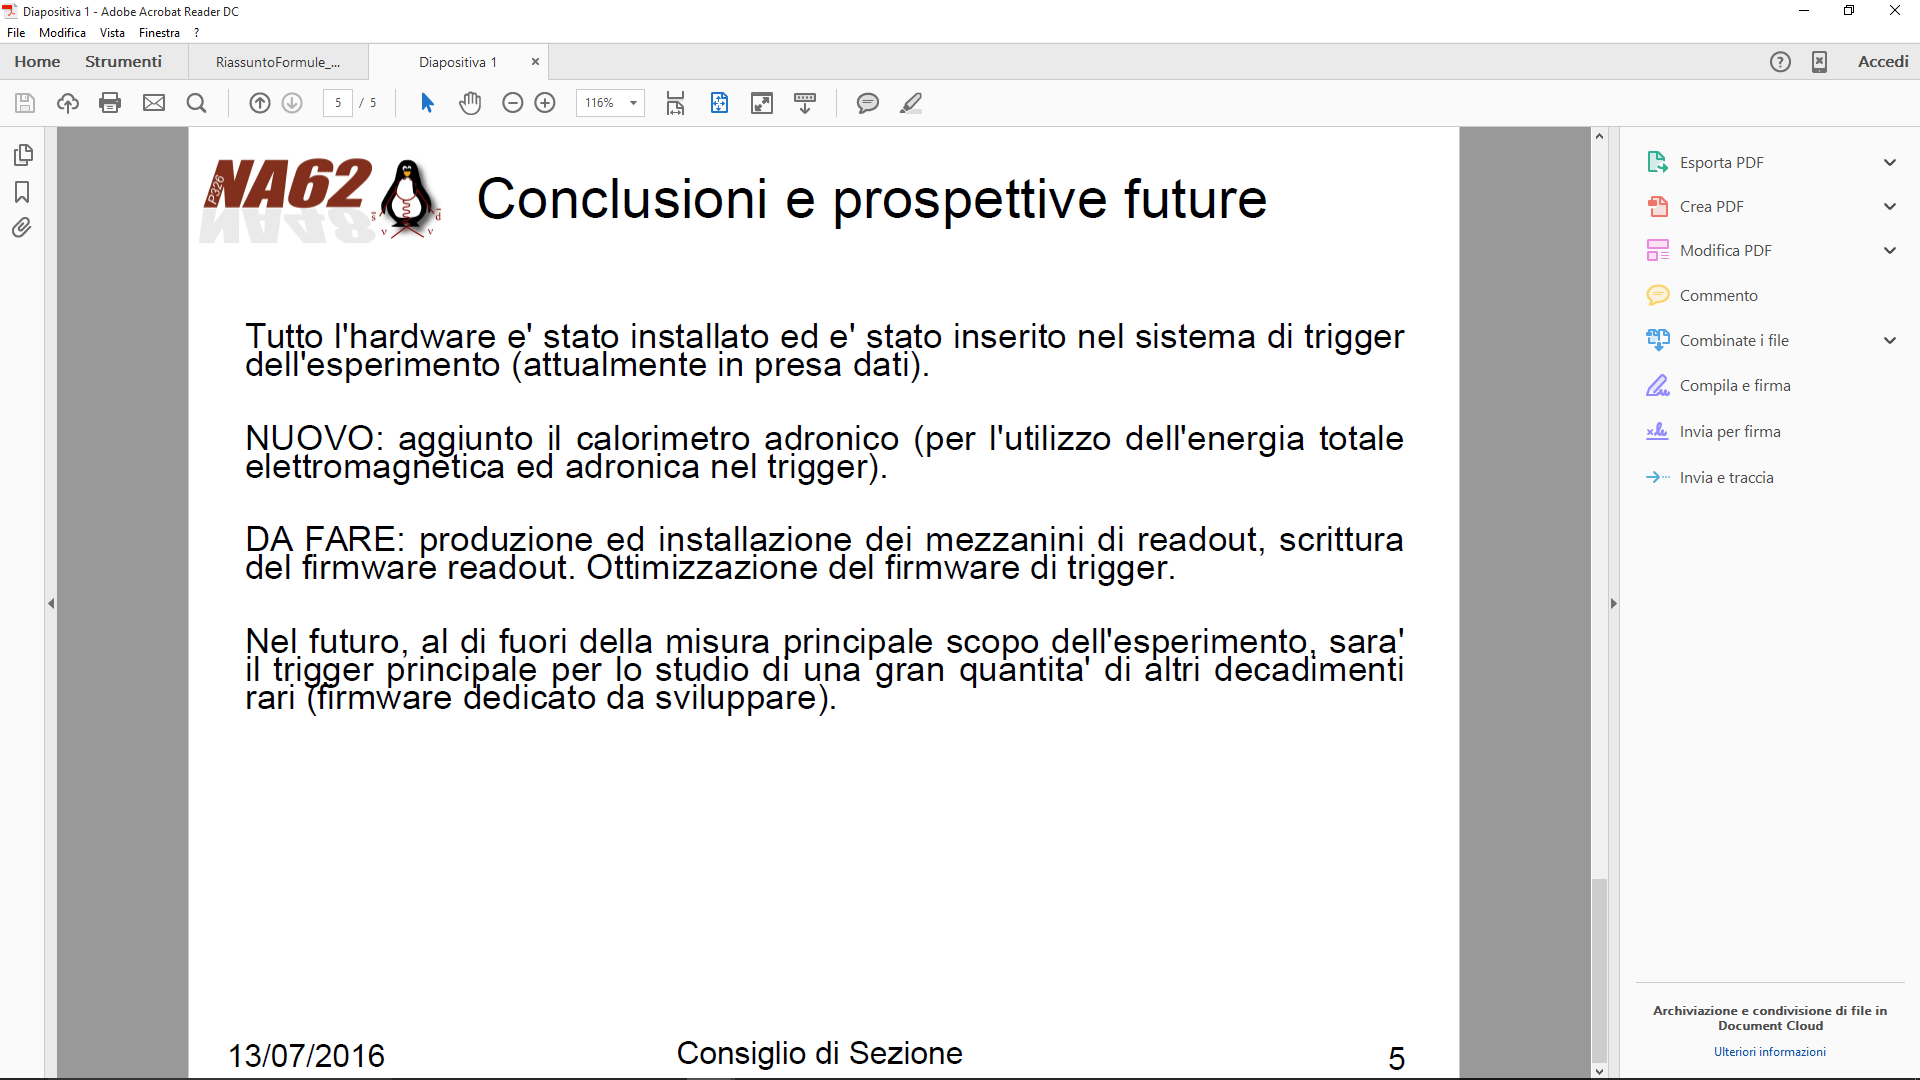 Diapositiva 1 - Adobe Acrobat Reader DC
File Modifica Vista Finestra ?
Home Strumenti RiassuntoFormule_... Diapositiva 1 × Accedi
5 / 5 116%
P326 NA62 Conclusioni e prospettive future
s d
ν ν
Tutto l'hardware e' stato installato ed e' stato inserito nel sistema di trigger
dell'esperimento (attualmente in presa dati).
NUOVO: aggiunto il calorimetro adronico (per l'utilizzo dell'energia totale
elettromagnetica ed adronica nel trigger).
DA FARE: produzione ed installazione dei mezzanini di readout, scrittura
del firmware readout. Ottimizzazione del firmware di trigger.
Nel futuro, al di fuori della misura principale scopo dell'esperimento, sara'
il trigger principale per lo studio di una gran quantita' di altri decadimenti
rari (firmware dedicato da sviluppare).
13/07/2016 Consiglio di Sezione 5
Esporta PDF
Crea PDF
Modifica PDF
Commento
Combinate i file
Compila e firma
Invia per firma
Invia e traccia
Archiviazione e condivisione di file in
Document Cloud
Ulteriori informazioni